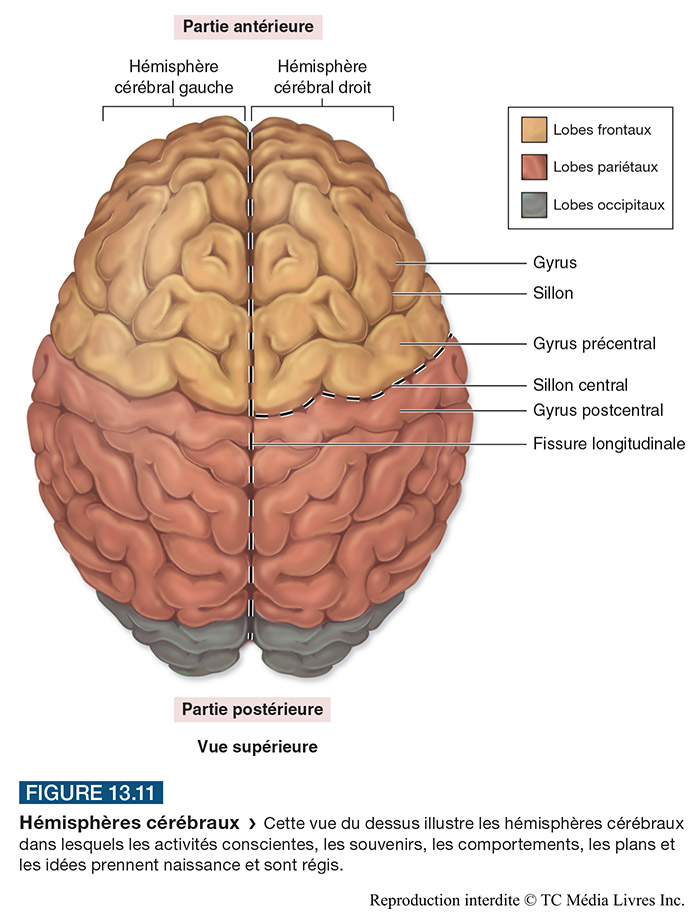 Partie antérieure
Hémisphère
cérébral gauche
Hémisphère
cérébral droit
Lobes frontaux
Lobes pariétaux
Lobes occipitaux
Gyrus
Sillon
Gyrus précentral
Sillon central
Gyrus postcentral
Fissure longitudinale
Partie postérieure
Vue supérieure
FIGURE 13.11
Hémisphères cérébraux › Cette vue du dessus illustre les hémisphères cérébraux
dans lesquels les activités conscientes, les souvenirs, les comportements, les plans et
les idées prennent naissance et sont régis.
Reproduction interdite © TC Média Livres Inc.